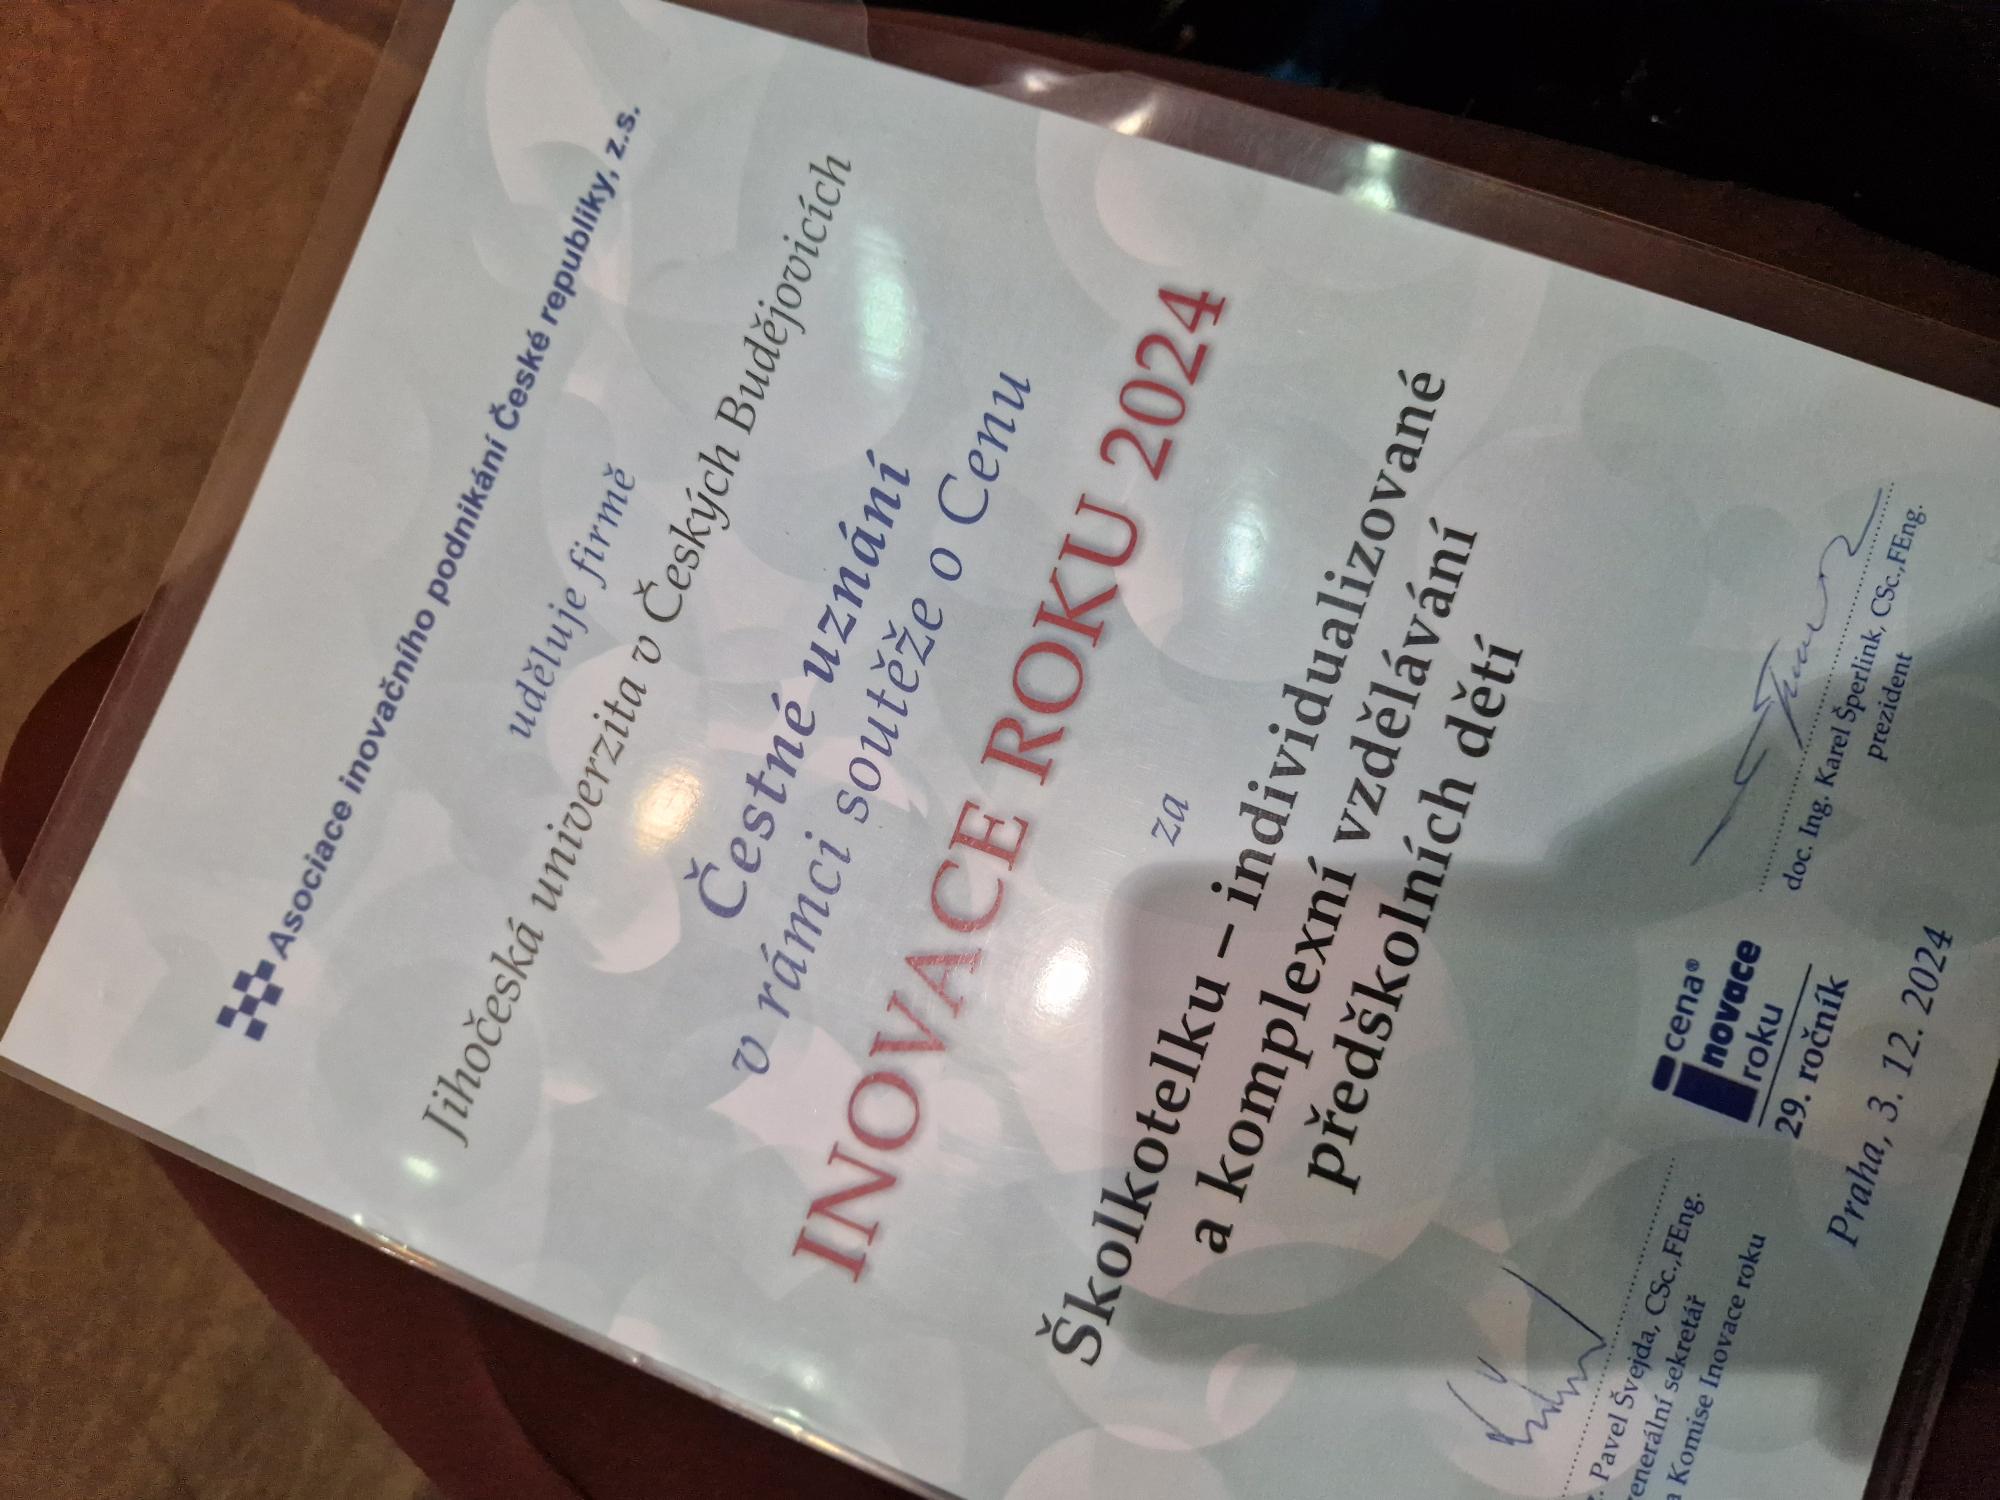 Asociace inovačního podnikání České republiky, z.s.
uděluje firmě
Jihočeská univerzita v Českých Budějovicích
Čestné uznání
v rámci soutěže o Cenu
INOVACE ROKU 2024
za
Školkotelku – individualizované
a komplexní vzdělávání
předškolních dětí
Pavel Švejda, CSc.,FEng.
generální sekretář
a Komise Inovace roku
cena®
inovace
roku
29. ročník
Praha, 3. 12. 2024
doc. Ing. Karel Šperlink, CSc.,FEng.
prezident